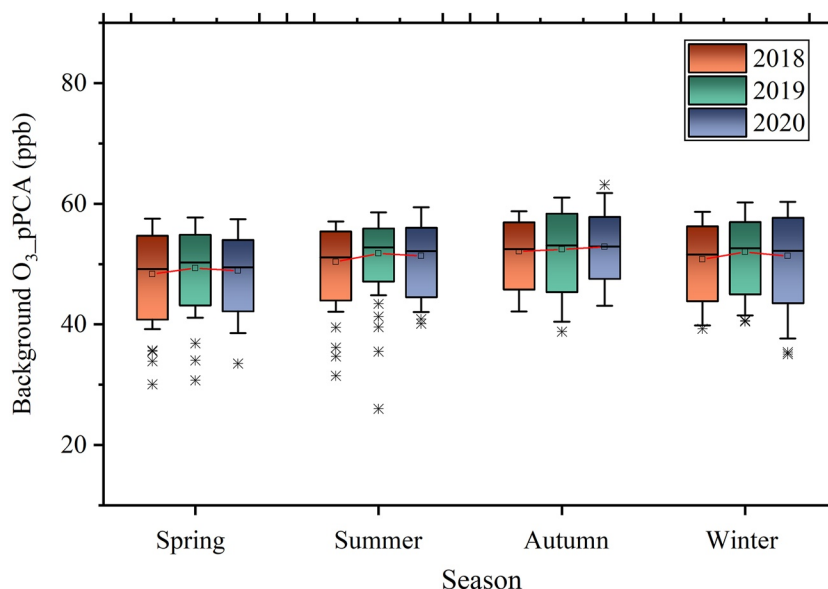 2018
2019
2020
Background O₃_pPCA (ppb)
80
60
40
20
Spring Summer Autumn Winter
Season